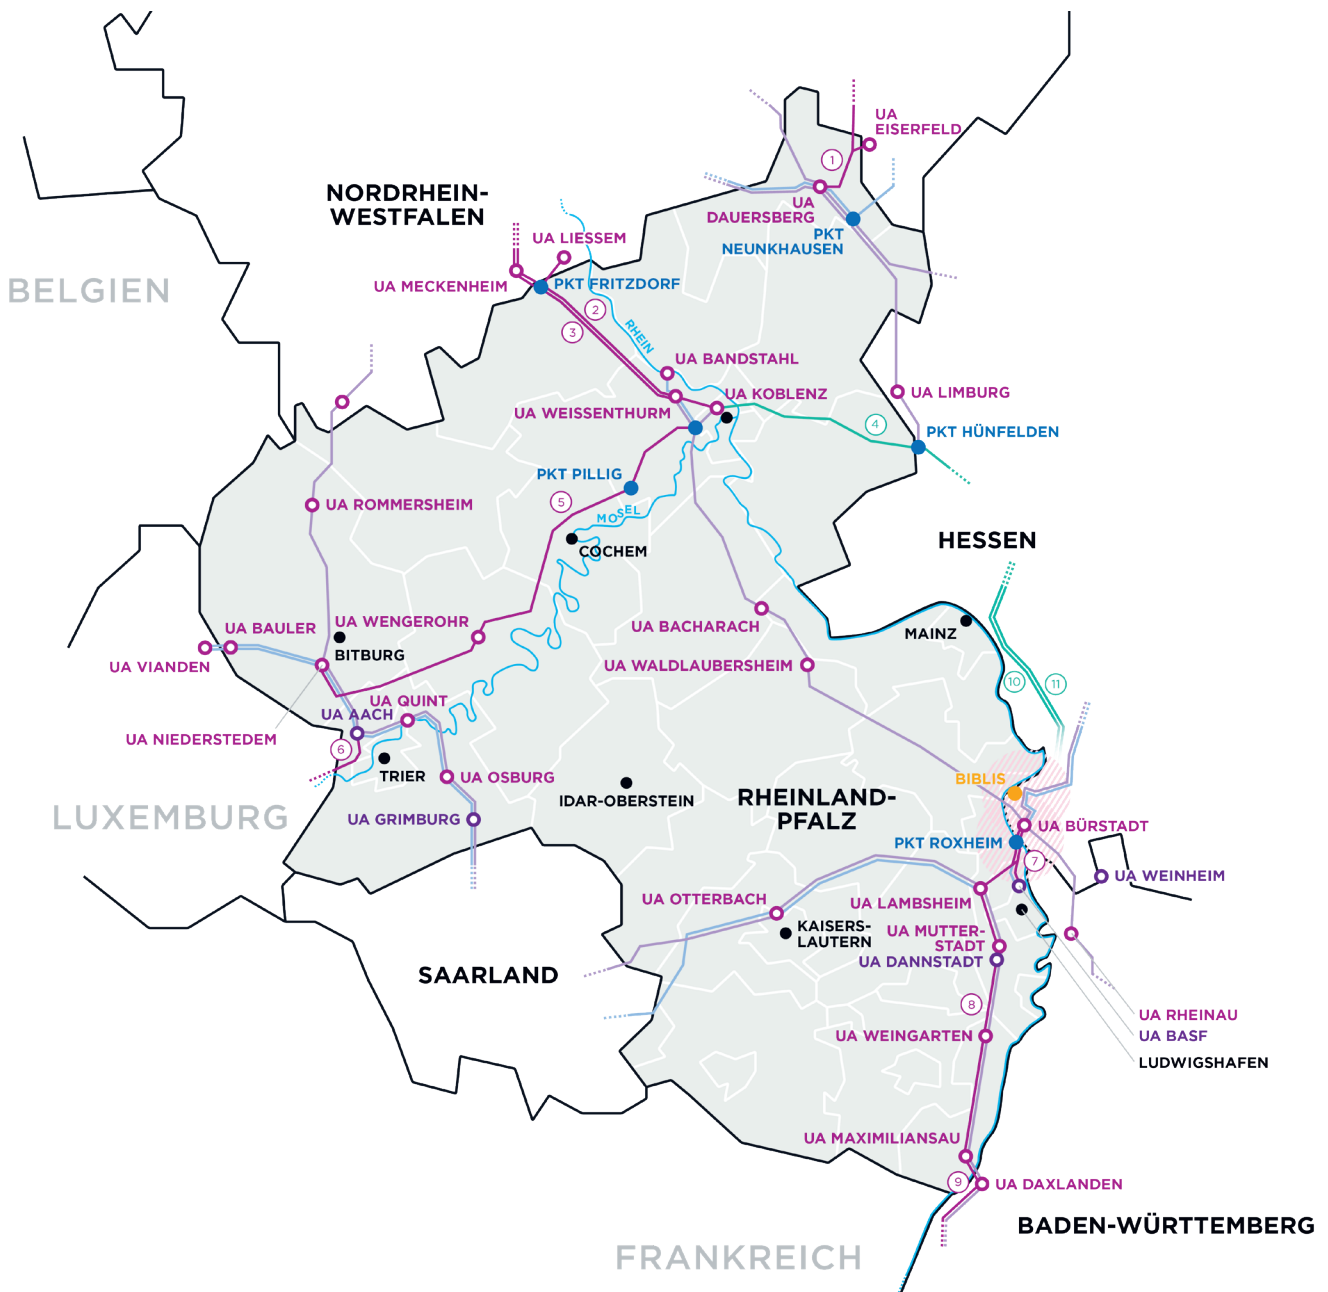 UA
EISERFELD
1
NORDRHEIN-
WESTFALEN
UA
DAUERSBERG
PKT
NEUNKHAUSEN
UA LIESSEM
BELGIEN
UA MECKENHEIM
PKT FRITZDORF
2
3
RHEIN
UA BANDSTAHL
UA KOBLENZ
UA LIMBURG
UA WEISSENTHURM
4
PKT HÜNFELDEN
PKT PILLIG
5
UA ROMMERSHEIM
MOSEL
HESSEN
COCHEM
UA WENGEROHR
UA BAULER
UA BACHARACH
MAINZ
BITBURG
UA VIANDEN
UA WALDLAUBERSHEIM
10
11
UA QUINT
UA AACH
UA NIEDERSTEDEM
6
TRIER
UA OSBURG
BIBLIS
IDAR-OBERSTEIN
RHEINLAND-
PFALZ
LUXEMBURG
UA GRIMBURG
UA BÜRSTADT
PKT ROXHEIM
7
UA WEINHEIM
UA OTTERBACH
UA LAMBSHEIM
KAISERS-
LAUTERN
UA MUTTER-
STADT
UA DANNSTADT
SAARLAND
8
UA RHEINAU
UA WEINGARTEN
UA BASF
LUDWIGSHAFEN
UA MAXIMILIANSAU
9
UA DAXLANDEN
BADEN-WÜRTTEMBERG
FRANKREICH